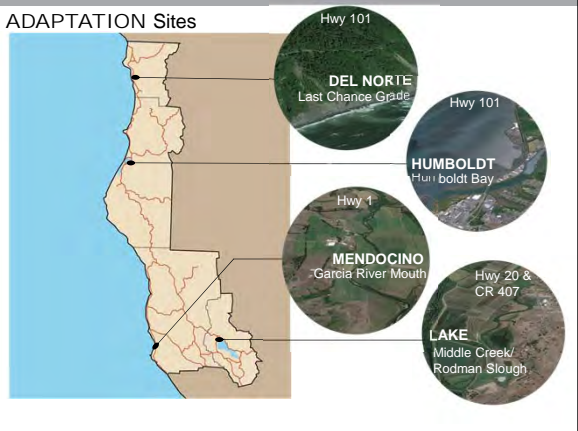 ADAPTATION Sites
Hwy 101
DEL NORTE
Last Chance Grade
Hwy 101
HUMBOLDT
Humboldt Bay
Hwy 1
MENDOCINO
Garcia River Mouth
Hwy 20 &
CR 407
LAKE
Middle Creek/
Rodman Slough